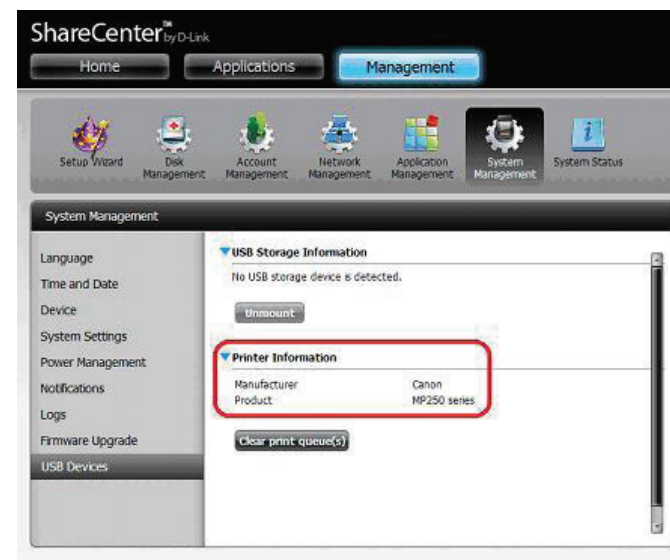 ShareCenter™ by D-Link
Home Applications Management
Setup Wizard Disk Management Account Management Network Management Application Management System Management System Status
System Management
Language
Time and Date
Device
System Settings
Power Management
Notifications
Logs
Firmware Upgrade
USB Devices
USB Storage Information
No USB storage device is detected.
Unmount
Printer Information
Manufacturer Canon
Product MP250 series
Clear print queue(s)